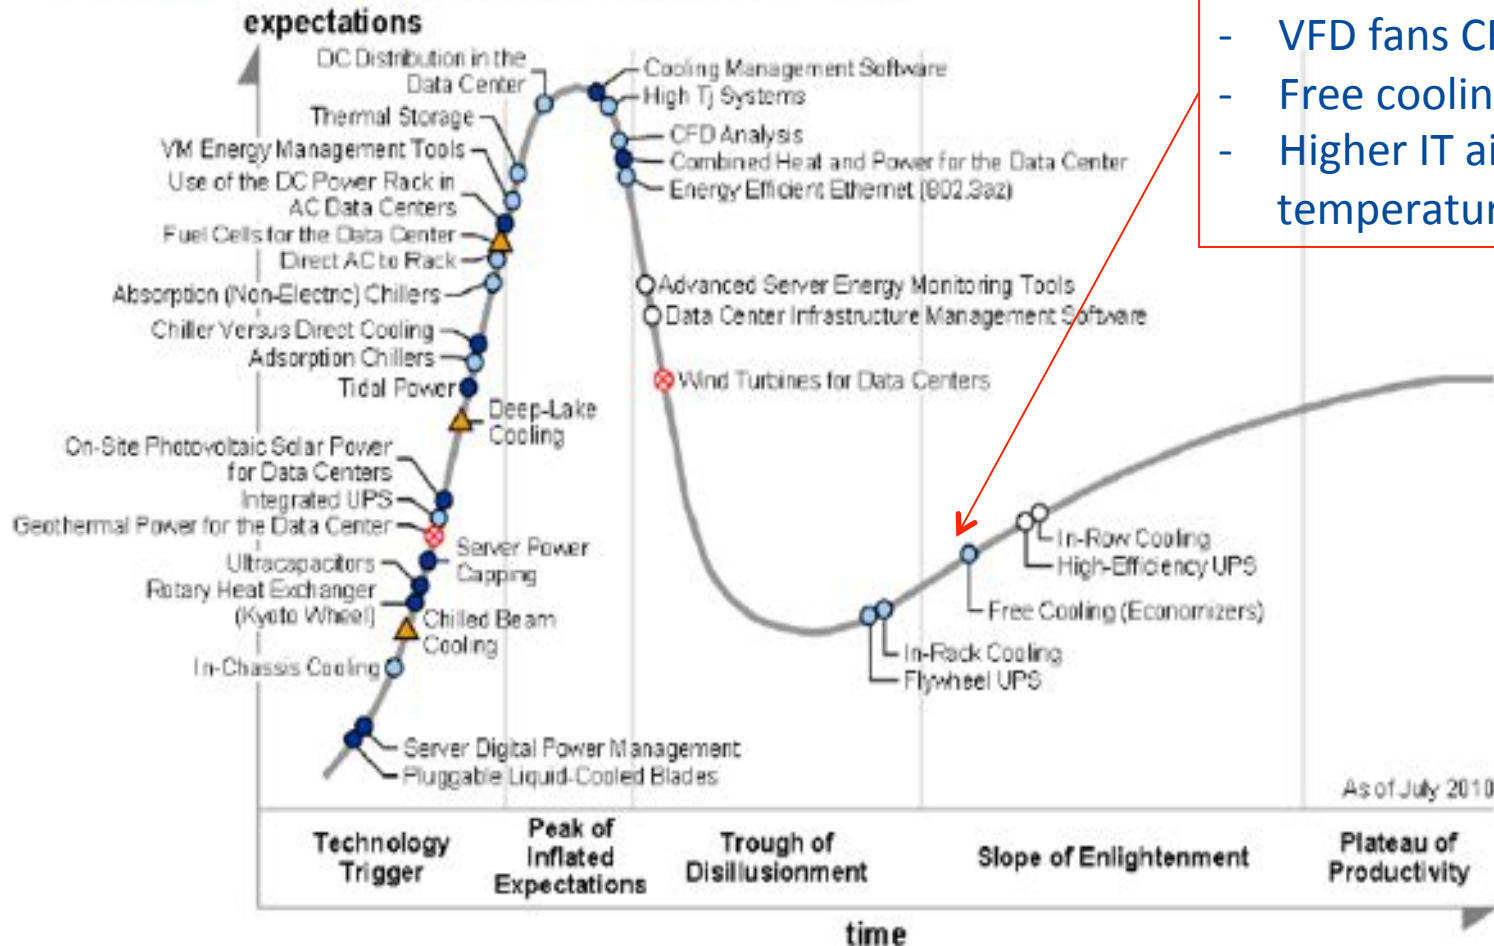 expectations
DC Distribution in the
Data Center
Thermal Storage
VM Energy Management Tools
Use of the DC Power Rack in
AC Data Centers
Fuel Cells for the Data Center
Direct AC to Rack
Absorption (Non-Electric) Chillers
Chiller Versus Direct Cooling
Adsorption Chillers
Tidal Power
Deep-Lake
Cooling
On-Site Photovoltaic Solar Power
for Data Centers
Integrated UPS
Geothermal Power for the Data Center
Server Power
Capping
Ultracapacitors
Rotary Heat Exchanger
(Kyoto Wheel)
Chilled Beam
Cooling
In-Chassis Cooling
Server Digital Power Management
Pluggable Liquid-Cooled Blades
Cooling Management Software
High Tj Systems
CFD Analysis
Combined Heat and Power for the Data Center
Energy Efficient Ethernet (802.3az)
Advanced Server Energy Monitoring Tools
Data Center Infrastructure Management Software
Wind Turbines for Data Centers
- VFD fans
- Free
- Higher IT
In-Row Cooling
High-Efficiency UPS
Free Cooling (Economizers)
In-Rack Cooling
Flywheel UPS
As of July 2010
Technology
Trigger
Peak of
Inflated
Expectations
Trough of
Disillusionment
Slope of Enlightenment
Plateau of
Productivity
time